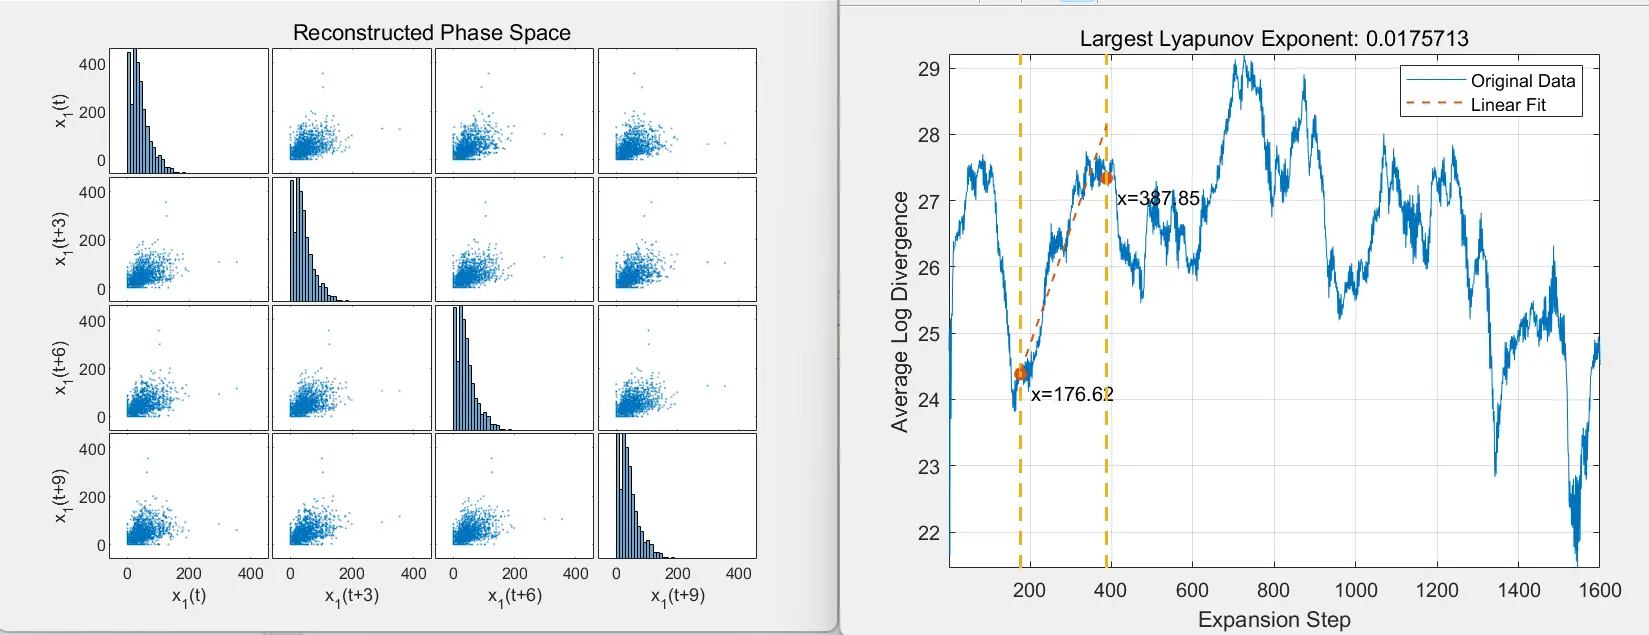 Reconstructed Phase Space
400
200
0
x1(t)
400
200
0
x1(t+3)
400
200
0
x1(t+6)
400
200
0
x1(t+9)
0 200 400 0 200 400 0 200 400 0 200 400
x1(t) x1(t+3) x1(t+6) x1(t+9)
Largest Lyapunov Exponent: 0.0175713
Original Data
Linear Fit
29
28
27
26
25
24
23
22
Average Log Divergence
x=387.85
x=176.62
200 400 600 800 1000 1200 1400 1600
Expansion Step